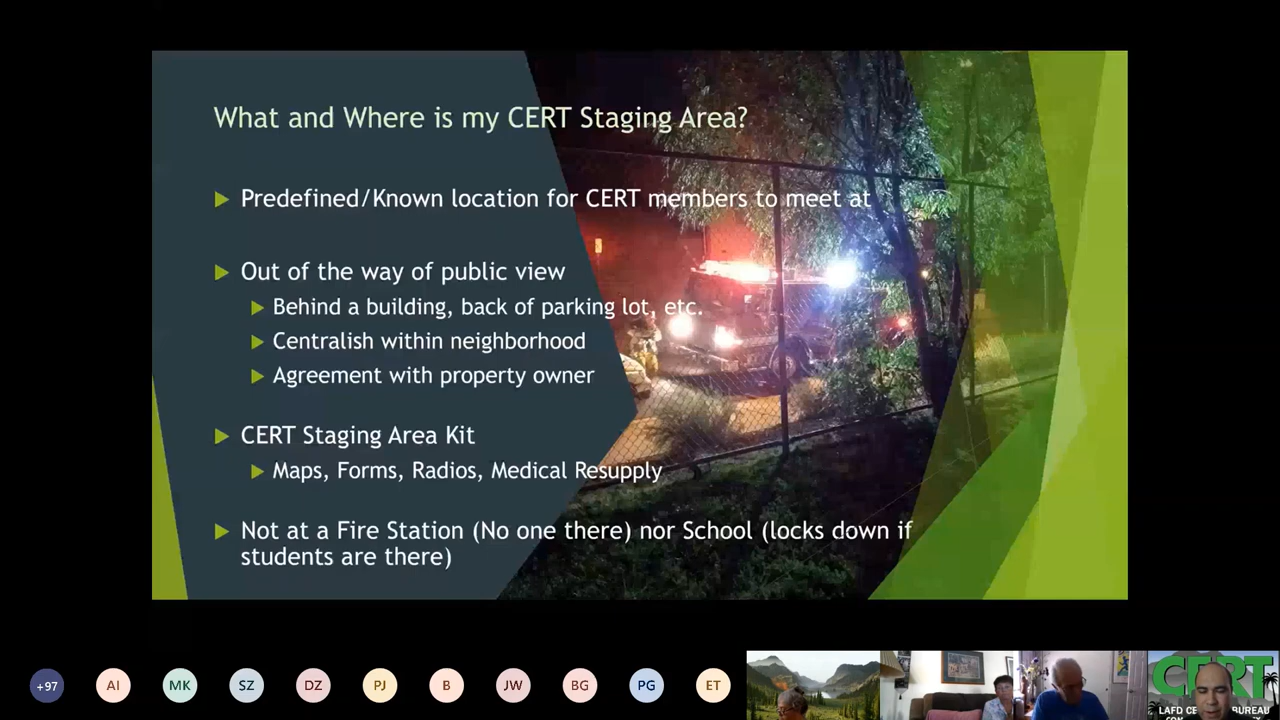 What and Where is my CERT Staging Area?
Predefined/Known location for CERT members to meet at
Out of the way of public view
Behind a building, back of parking lot, etc.
Centralish within neighborhood
Agreement with property owner
CERT Staging Area Kit
Maps, Forms, Radios, Medical Resupply
Not at a Fire Station (No one there) nor School (locks down if
students are there)
+97
AI
MK
SZ
DZ
PJ
B
JW
BG
PG
ET
CERT
LAFD BUREAU